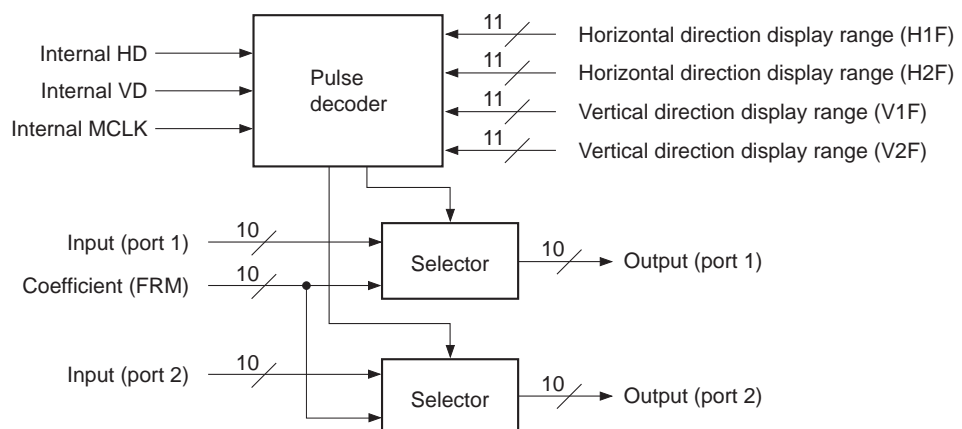 Internal HD
Internal VD
Internal MCLK
Pulse
decoder
11
Horizontal direction display range (H1F)
11
Horizontal direction display range (H2F)
11
Vertical direction display range (V1F)
11
Vertical direction display range (V2F)
Input (port 1)
10
Coefficient (FRM)
10
Selector
10
Output (port 1)
Input (port 2)
10
Selector
10
Output (port 2)